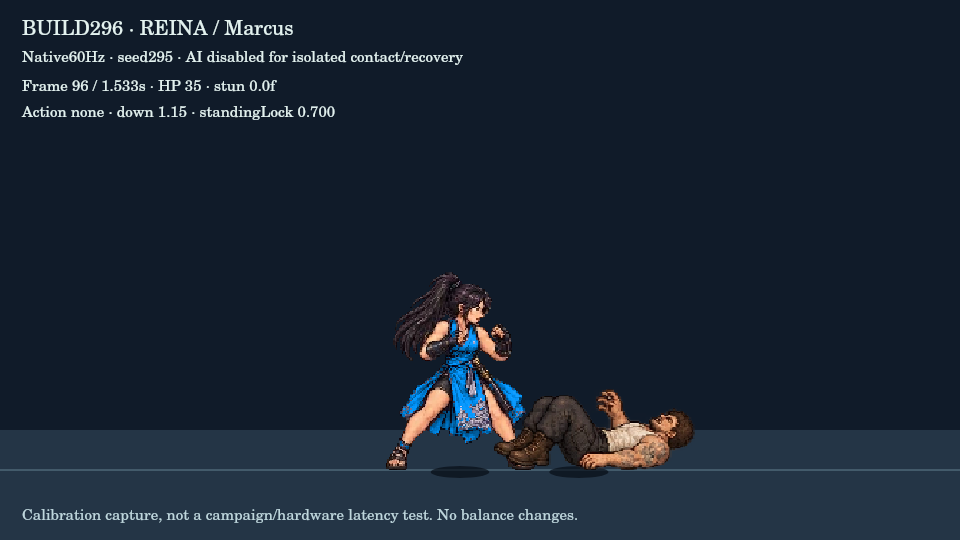 BUILD296 · REINA / Marcus
Native60Hz · seed295 · AI disabled for isolated contact/recovery
Frame 96 / 1.533s · HP 35 · stun 0.0f
Action none · down 1.15 · standingLock 0.700
Calibration capture, not a campaign/hardware latency test. No balance changes.